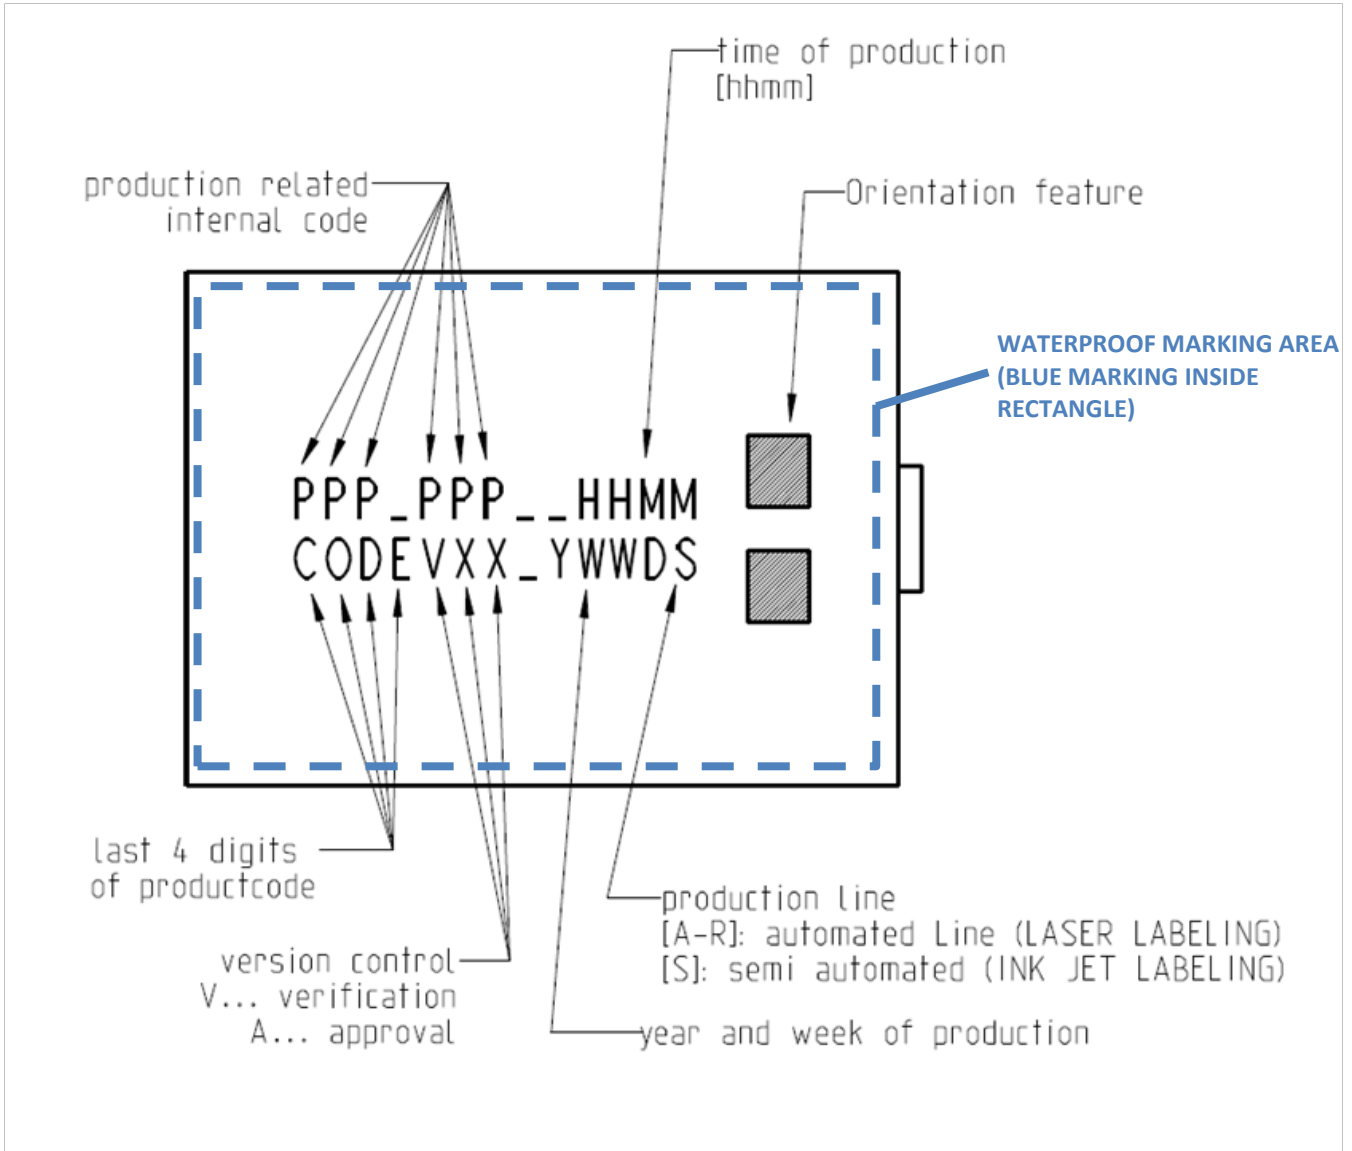 time of production
[hhmm]
production related
internal code
Orientation feature
WATERPROOF MARKING AREA
(BLUE MARKING INSIDE
RECTANGLE)
PPP_PPP__HHMM
CODEVXX_YWWDS
last 4 digits
of productcode
production line
[A-R]: automated Line (LASER LABELING)
[S]: semi automated (INK JET LABELING)
version control
V... verification
A... approval
year and week of production